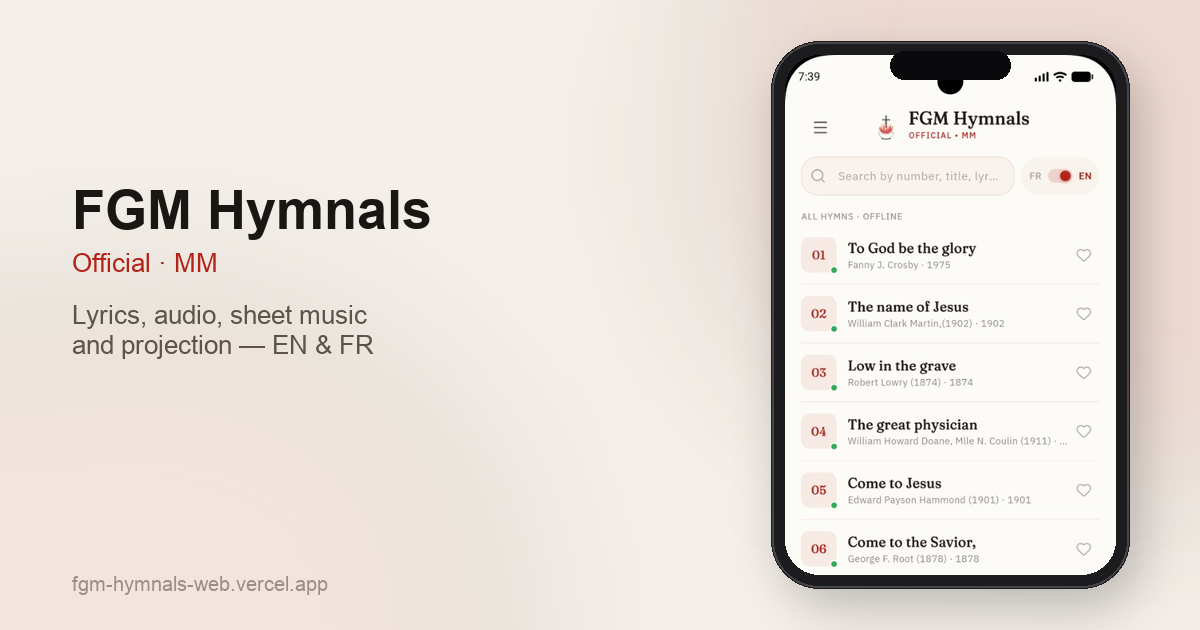 FGM Hymnals
Official · MM
Lyrics, audio, sheet music
and projection — EN & FR
fgm-hymnals-web.vercel.app
7:39
FGM Hymnals
OFFICIAL • MM
Search by number, title, lyr...
FR EN
ALL HYMNS · OFFLINE
01
To God be the glory
Fanny J. Crosby · 1975
02
The name of Jesus
William Clark Martin,(1902) · 1902
03
Low in the grave
Robert Lowry (1874) · 1874
04
The great physician
William Howard Doane, Mlle N. Coulin (1911) · ...
05
Come to Jesus
Edward Payson Hammond (1901) · 1901
06
Come to the Savior,
George F. Root (1878) · 1878